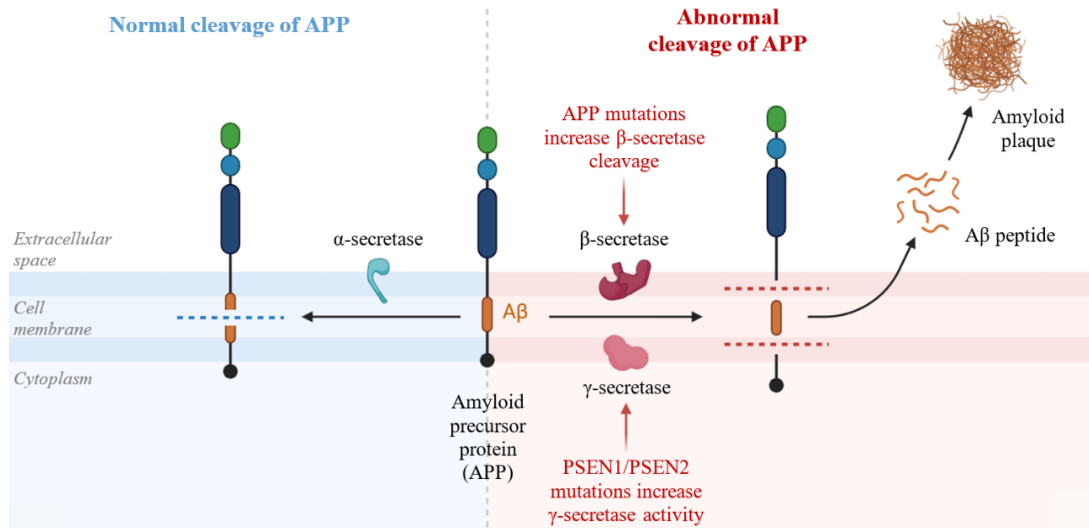 Normal cleavage of APP
Abnormal
cleavage of APP
APP mutations
increase β-secretase
cleavage
Amyloid
plaque
Extracellular
space
α-secretase
β-secretase
Aβ peptide
Cell
membrane
Aβ
Cytoplasm
γ-secretase
Amyloid
precursor
protein
(APP)
PSEN1/PSEN2
mutations increase
γ-secretase activity